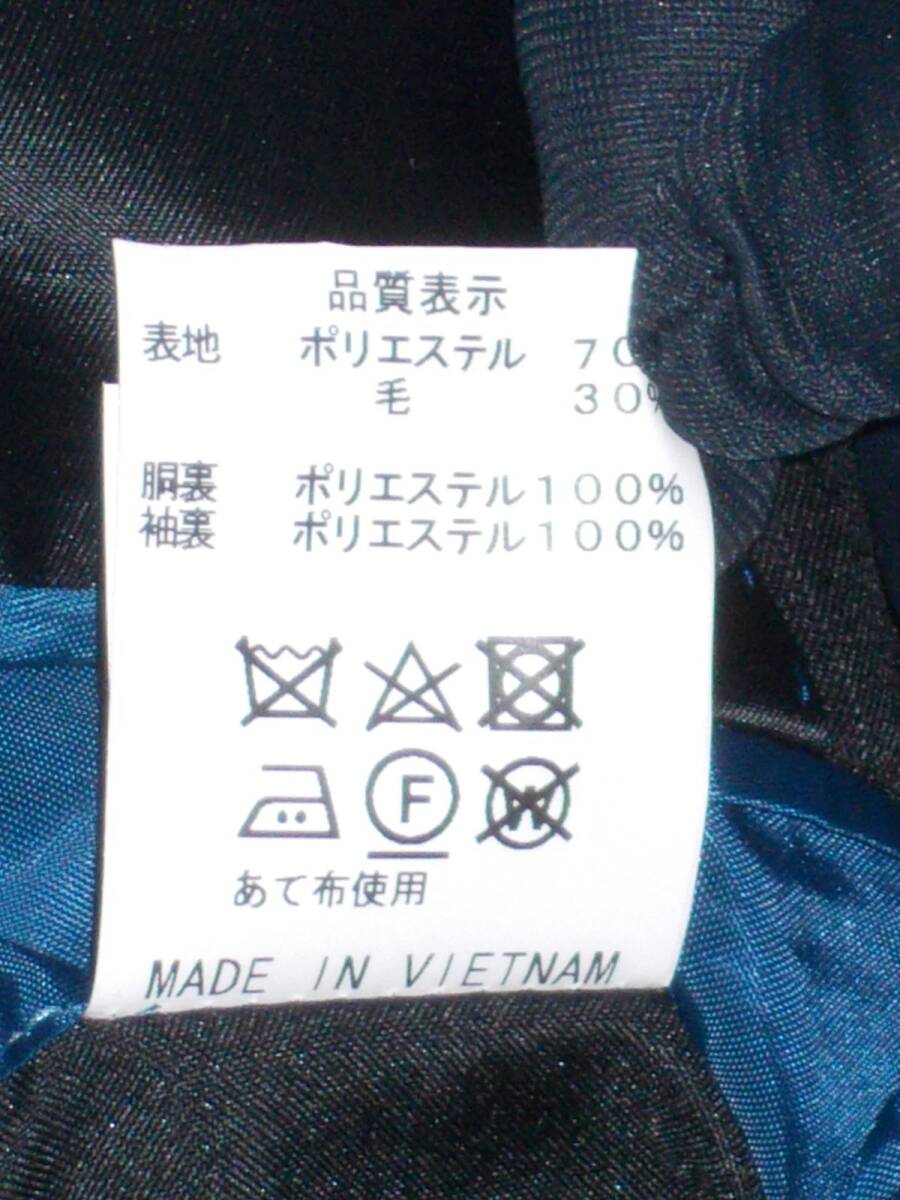 品質表示
表地 ポリエステル 70
毛 30%
胴裏 ポリエステル100%
袖裏 ポリエステル100%
F
W
あて布使用
MADE IN VIETNAM